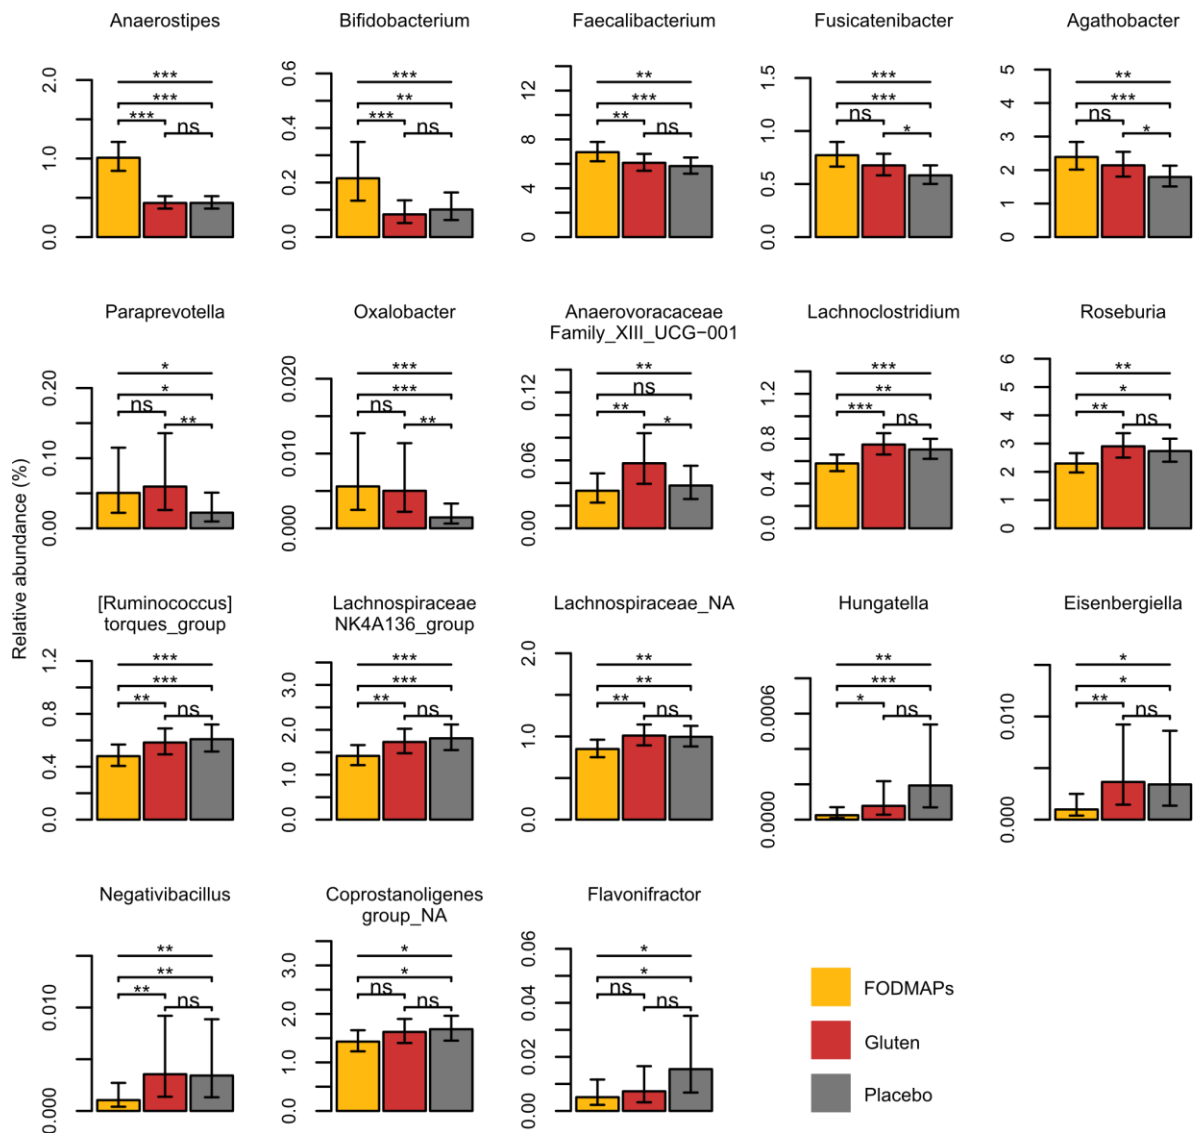 Anaerostipes
Bifidobacterium
Faecalibacterium
Fusicatenibacter
Agathobacter
2.0
1.0
0.0
***
***
***
ns
0.6
0.4
0.2
0.0
***
**
***
ns
12
8
4
0
**
***
**
ns
1.5
1.0
0.5
0.0
***
***
ns
*
5
4
3
2
1
0
**
***
ns
*
Paraprevotella
Oxalobacter
Anaerovoracaceae
Family_XIII_UCG−001
Lachnoclostridium
Roseburia
0.20
0.10
0.00
*
*
ns
**
0.020
0.010
0.000
***
***
ns
**
0.12
0.06
0.00
**
ns
**
*
1.2
0.8
0.4
0.0
***
**
***
ns
6
5
4
3
2
1
0
**
*
**
ns
Relative abundance (%)
[Ruminococcus]
torques_group
Lachnospiraceae
NK4A136_group
Lachnospiraceae_NA
Hungatella
Eisenbergiella
1.2
0.8
0.4
0.0
***
***
**
ns
3.0
2.0
1.0
0.0
***
***
**
ns
2.0
1.0
0.0
**
**
**
ns
0.0006
0.0000
**
***
*
ns
0.010
0.000
*
*
**
ns
Negativibacillus
Coprostanoligenes
group_NA
Flavonifractor
0.010
0.000
**
**
**
ns
3.0
2.0
1.0
0.0
*
*
ns
ns
0.06
0.04
0.02
0.00
*
*
ns
ns
FODMAPs
Gluten
Placebo